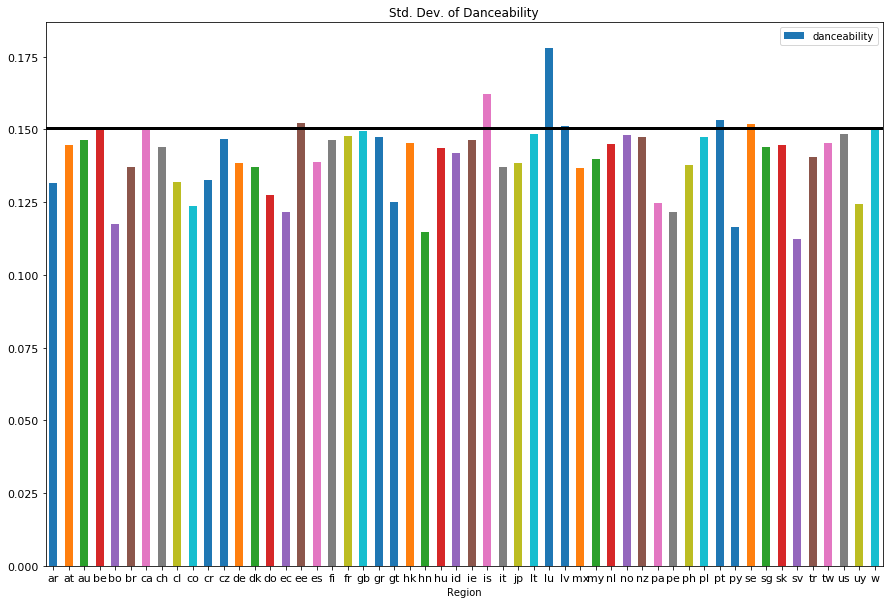 Std. Dev. of Danceability
danceability
0.175
0.150
0.125
0.100
0.075
0.050
0.025
0.000
ar at au be bo br ca ch cl co cr cz de dk do ec ee es fi fr gb gr gt hk hn hu id ie is it jp lt lu lv mx my nl no nz pa pe ph pl pt py se sg sk sv tr tw us uy w
Region